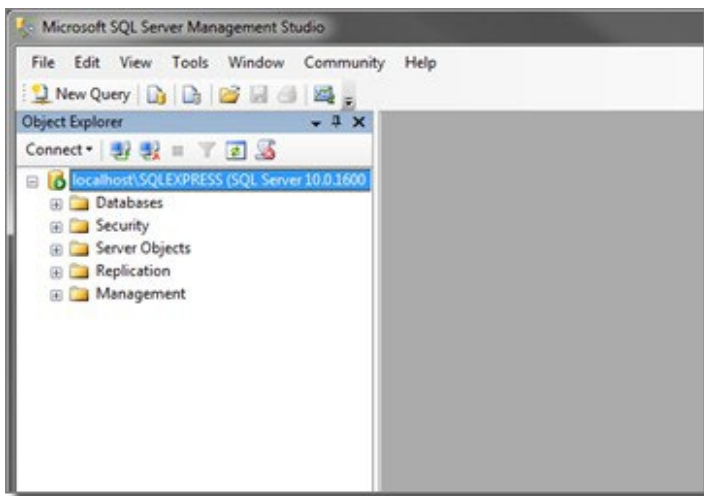 Microsoft SQL Server Management Studio
File Edit View Tools Window Community Help
New Query
Object Explorer
Connect
localhost\SQLEXPRESS (SQL Server 10.0.1600
Databases
Security
Server Objects
Replication
Management